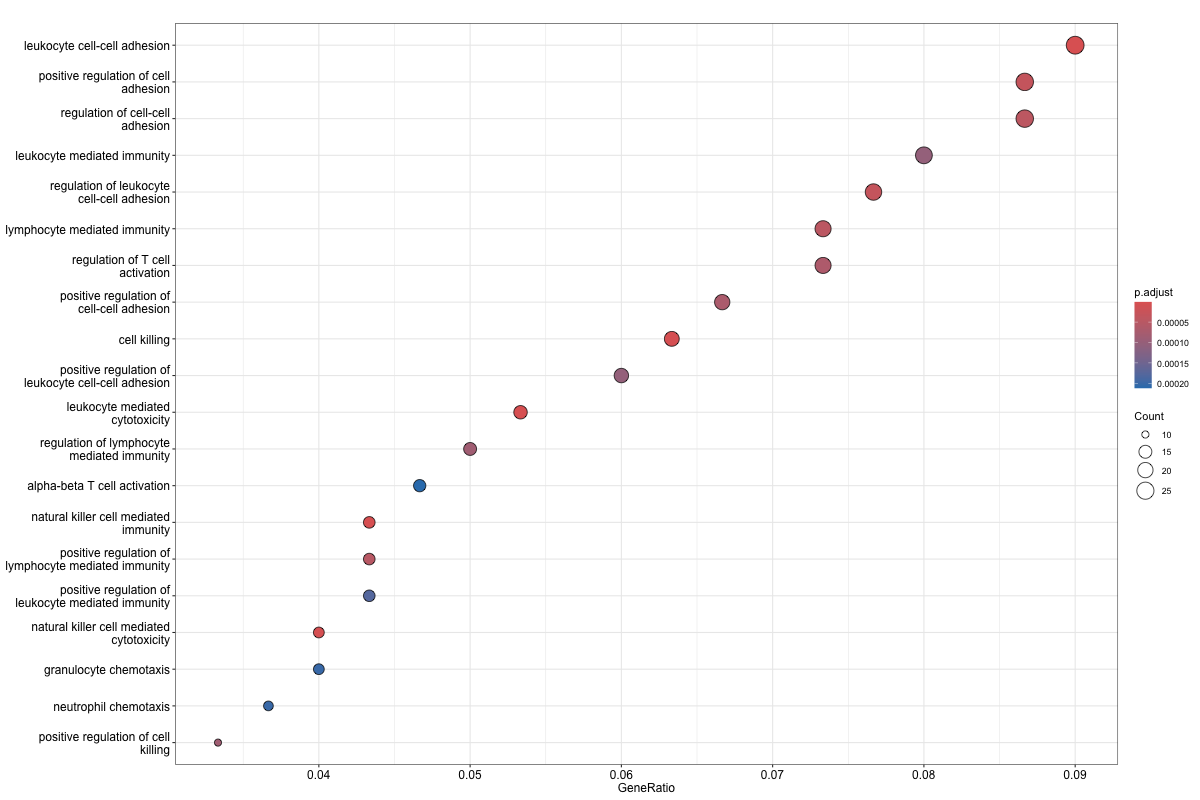 leukocyte cell-cell adhesion
positive regulation of cell
adhesion
regulation of cell-cell
adhesion
leukocyte mediated immunity
regulation of leukocyte
cell-cell adhesion
lymphocyte mediated immunity
regulation of T cell
activation
positive regulation of
cell-cell adhesion
cell killing
positive regulation of
leukocyte cell-cell adhesion
leukocyte mediated
cytotoxicity
regulation of lymphocyte
mediated immunity
alpha-beta T cell activation
natural killer cell mediated
immunity
positive regulation of
lymphocyte mediated immunity
positive regulation of
leukocyte mediated immunity
natural killer cell mediated
cytotoxicity
granulocyte chemotaxis
neutrophil chemotaxis
positive regulation of cell
killing
0.04 0.05 0.06 0.07 0.08 0.09
GeneRatio
p.adjust
0.00005
0.00010
0.00015
0.00020
Count
10
15
20
25